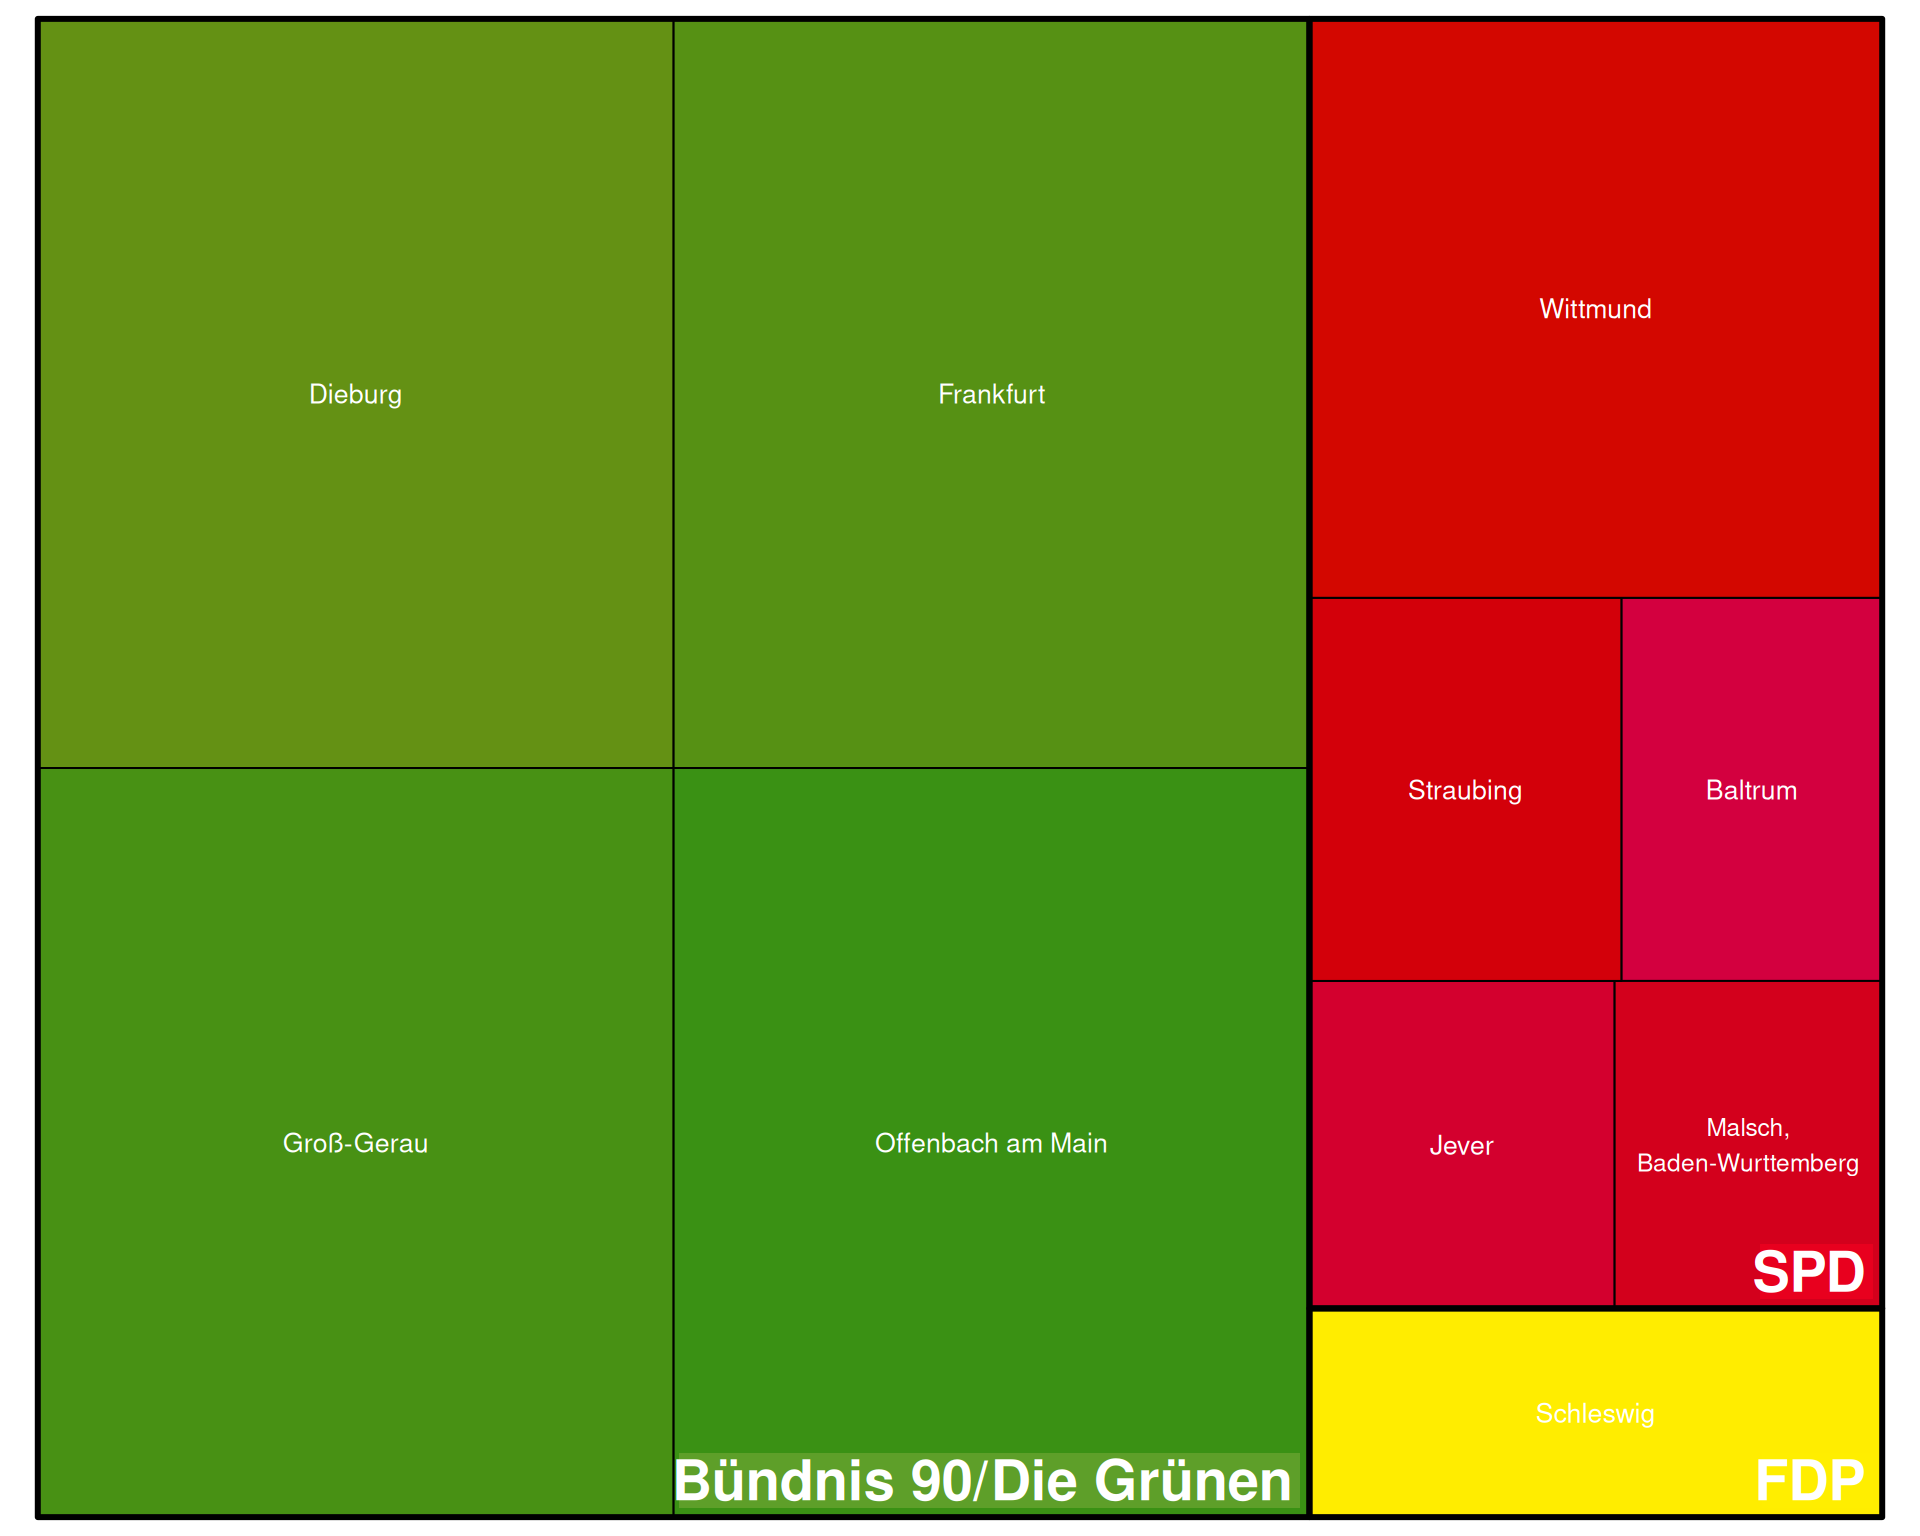 Dieburg
Frankfurt
Groß-Gerau
Offenbach am Main
Bündnis 90/Die Grünen
Wittmund
Straubing
Baltrum
Jever
Malsch,
Baden-Wurttemberg
SPD
Schleswig
FDP